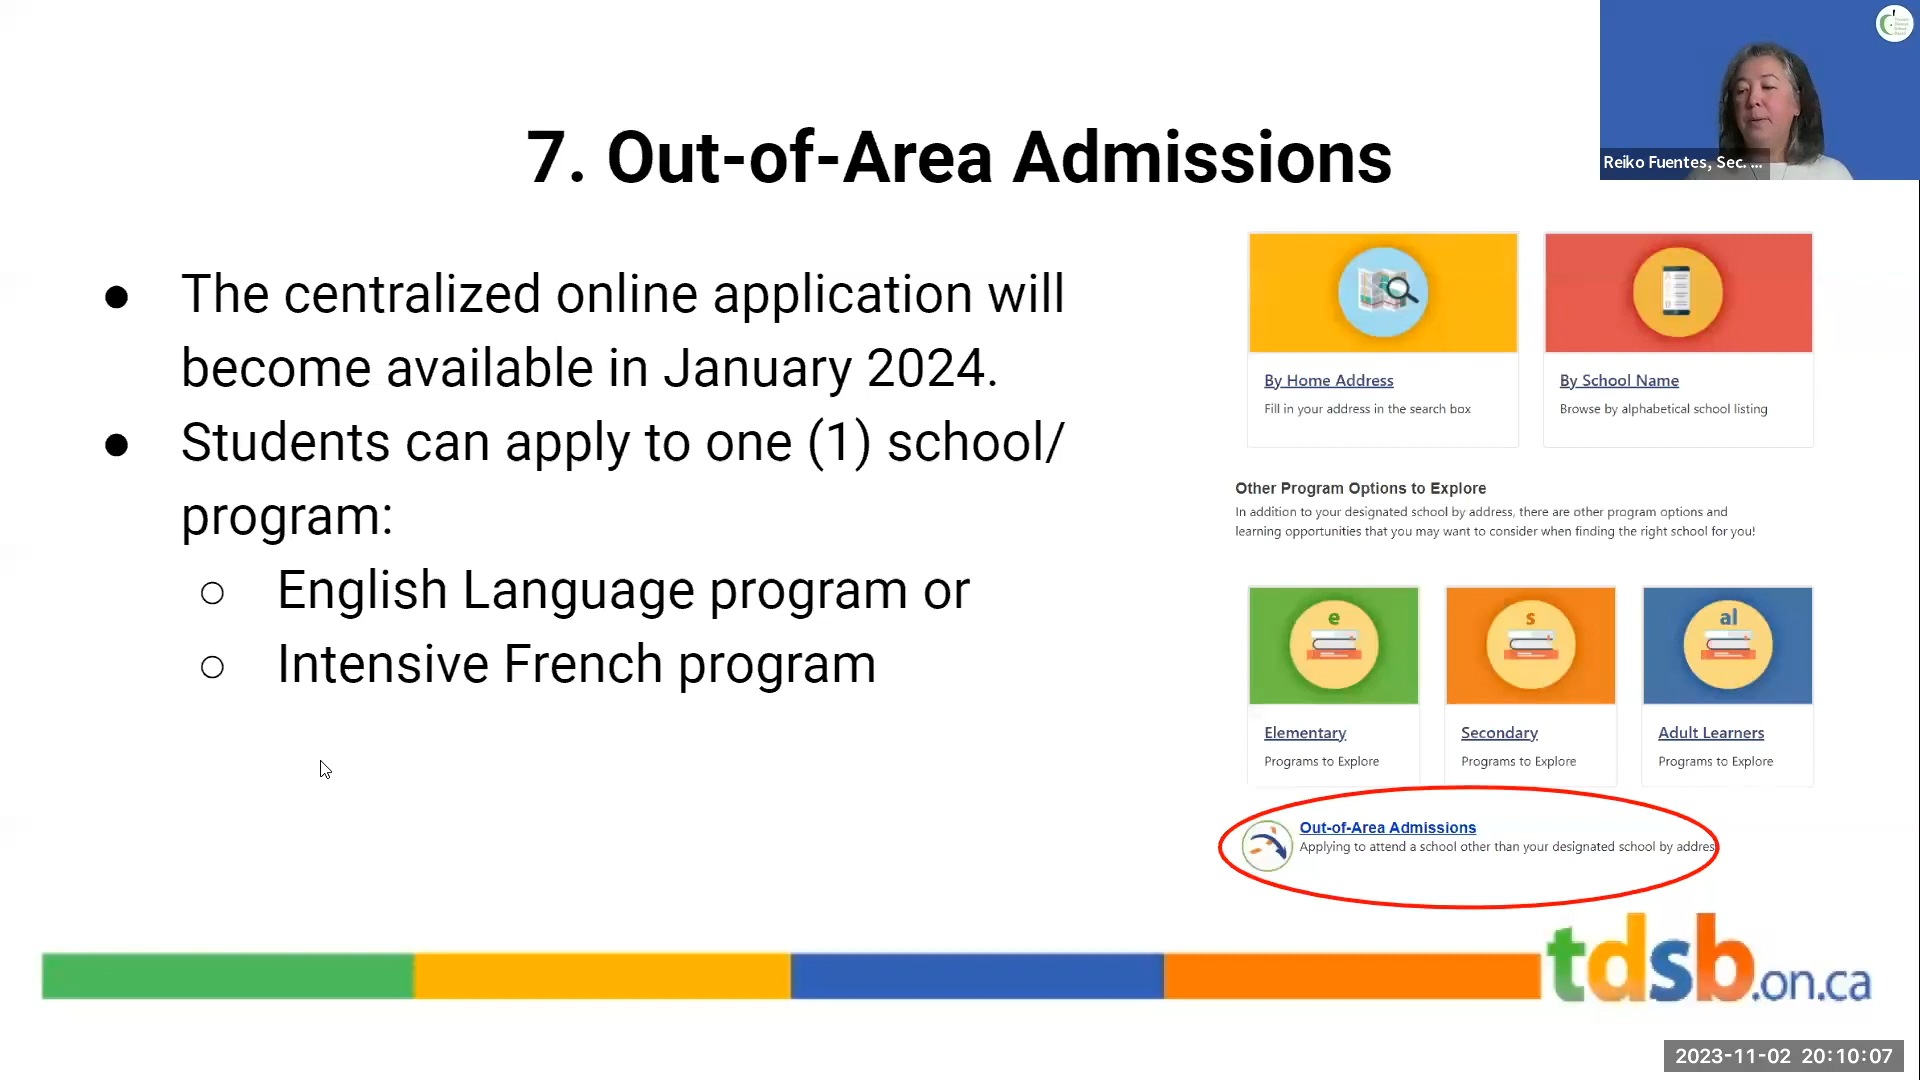 7. Out-of-Area Admissions
Reiko Fuentes, Sec. ...
● The centralized online application will
become available in January 2024.
● Students can apply to one (1) school/
program:
○ English Language program or
○ Intensive French program
By Home Address
Fill in your address in the search box
By School Name
Browse by alphabetical school listing
Other Program Options to Explore
In addition to your designated school by address, there are other program options and
learning opportunities that you may want to consider when finding the right school for you!
e
Elementary
Programs to Explore
s
Secondary
Programs to Explore
al
Adult Learners
Programs to Explore
Out-of-Area Admissions
Applying to attend a school other than your designated school by addres
tdsb.on.ca
2023-11-02 20:10:07